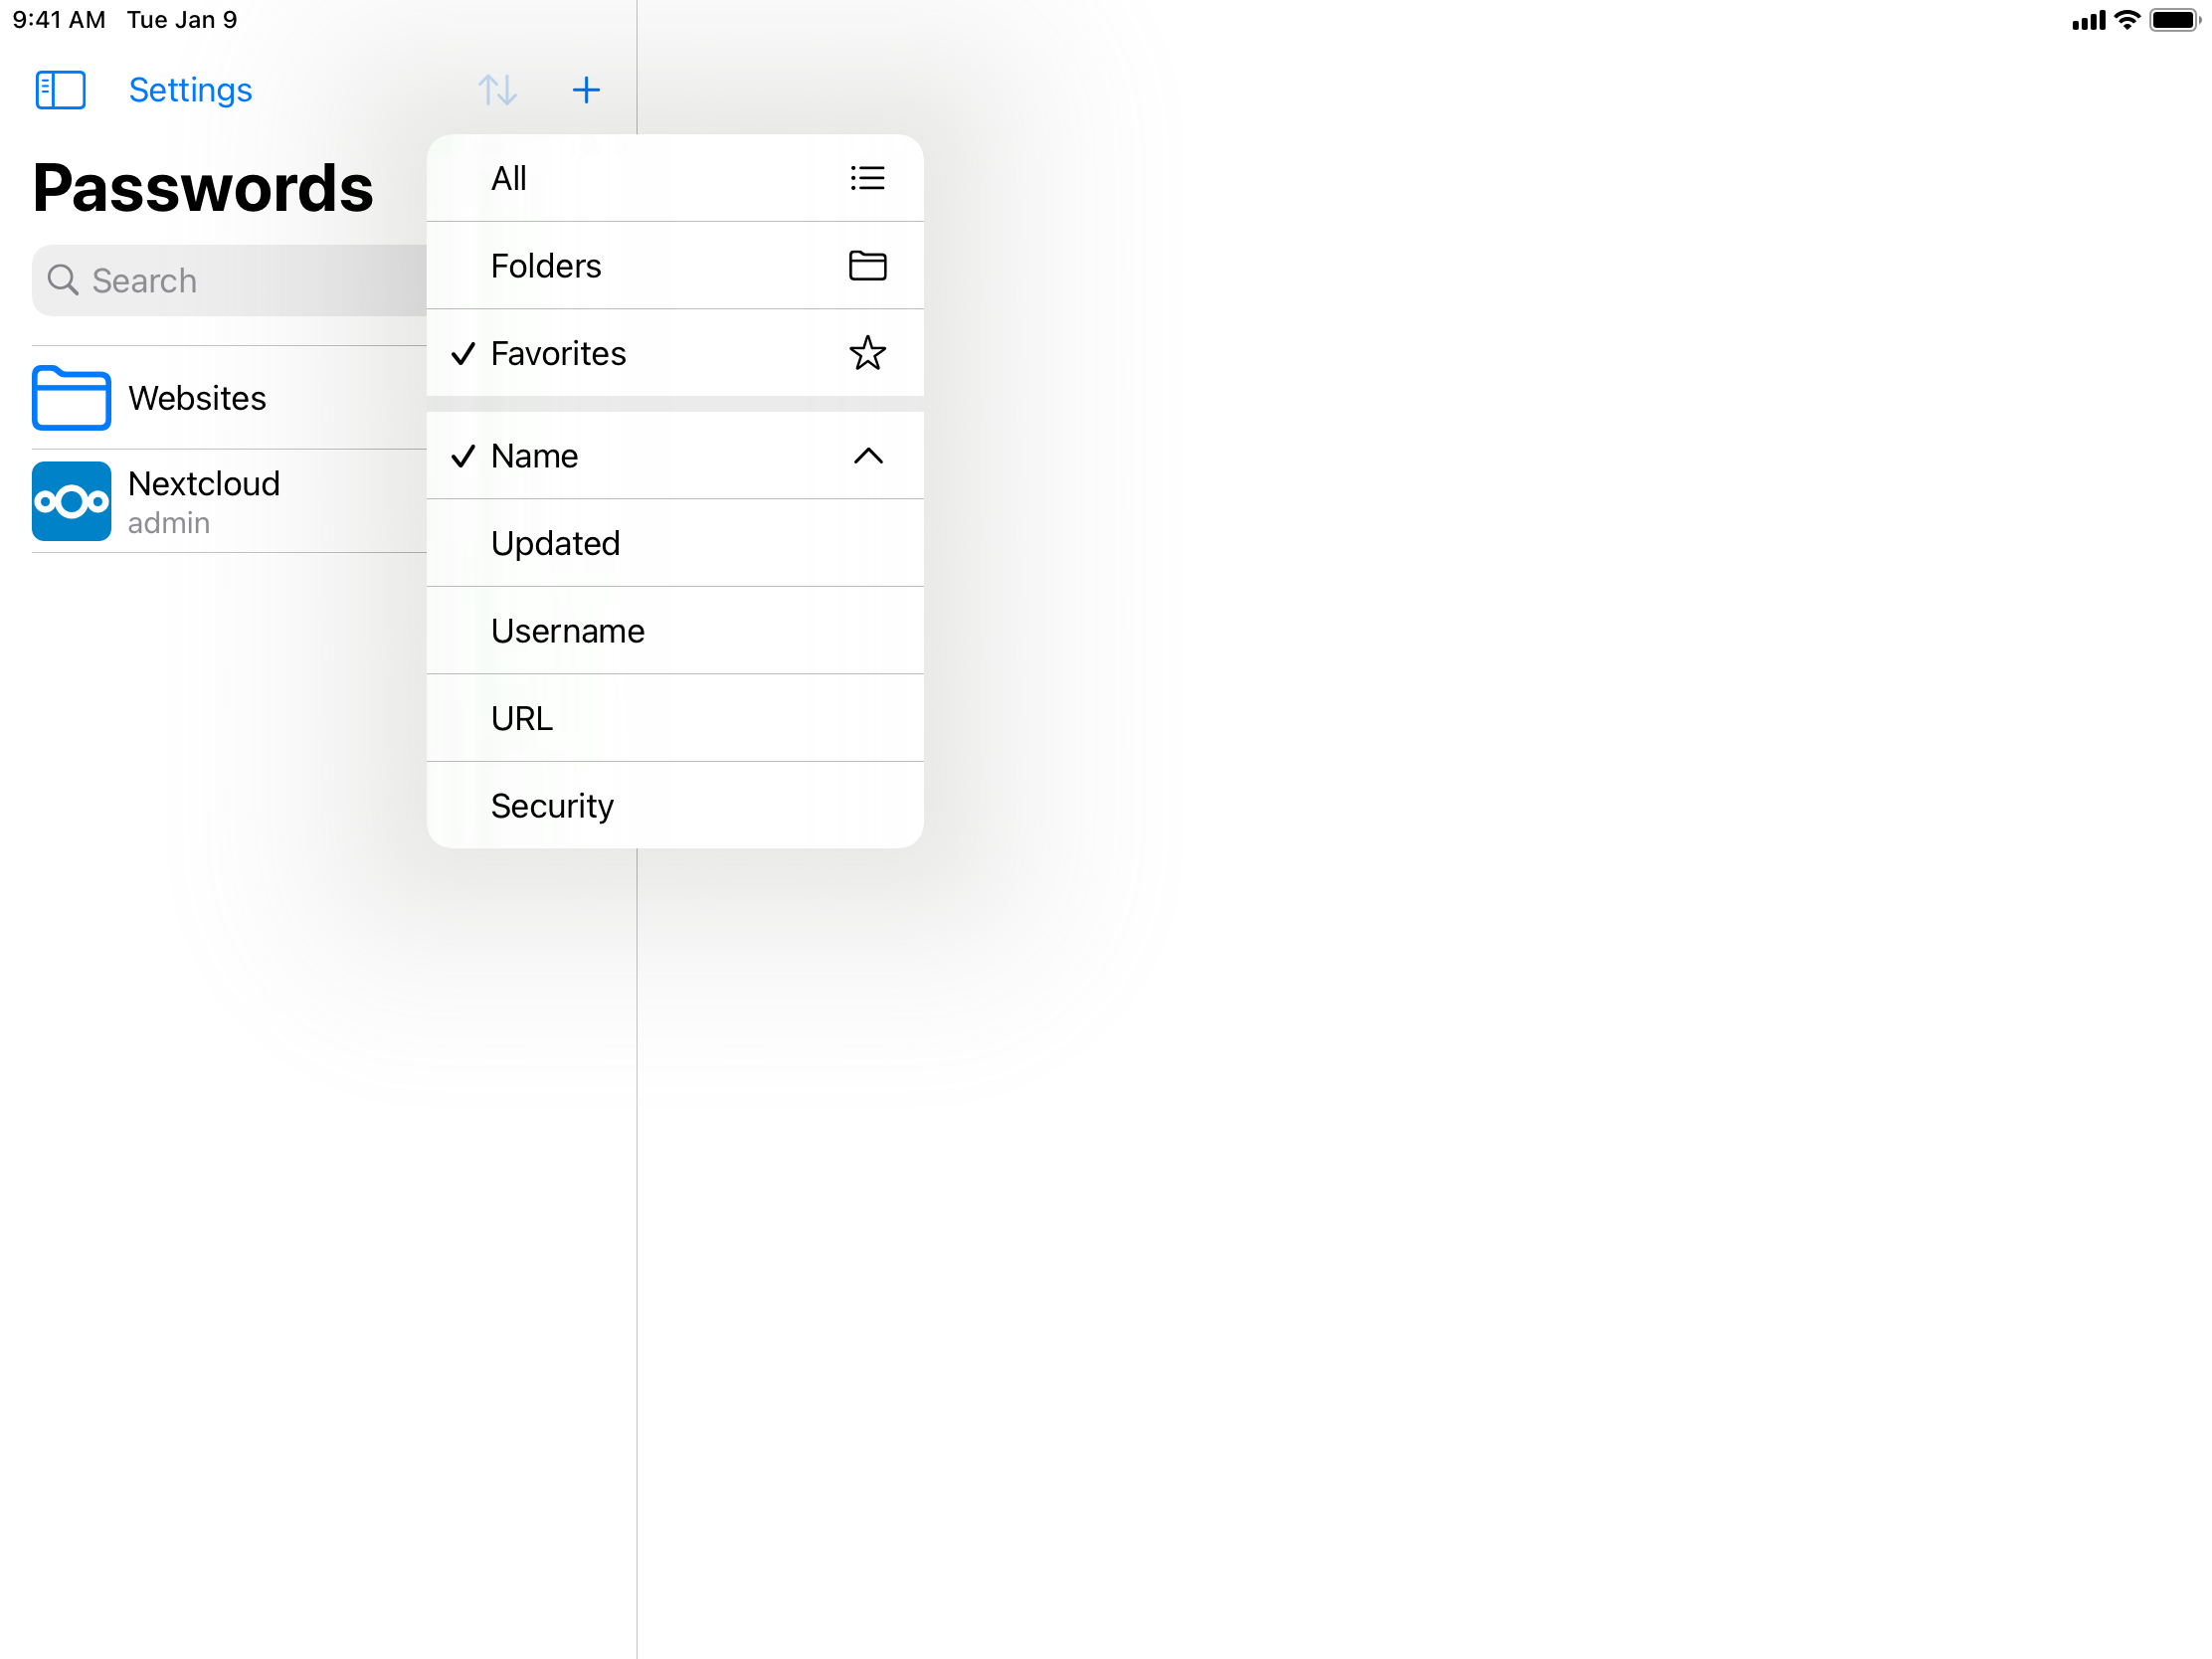 9:41 AM Tue Jan 9
Settings
Passwords
Search
Websites
Nextcloud
admin
All
Folders
Favorites
Name
Updated
Username
URL
Security